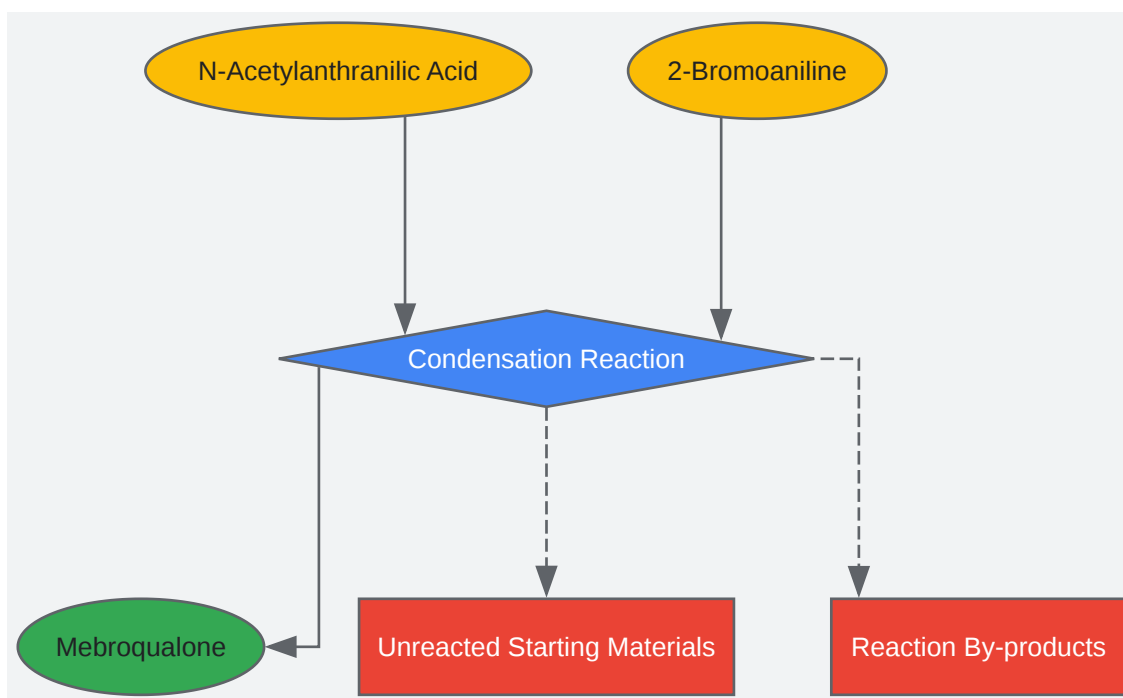 N-Acetylanthranilic Acid
2-Bromoaniline
Condensation Reaction
Mebroqualone
Unreacted Starting Materials
Reaction By-products